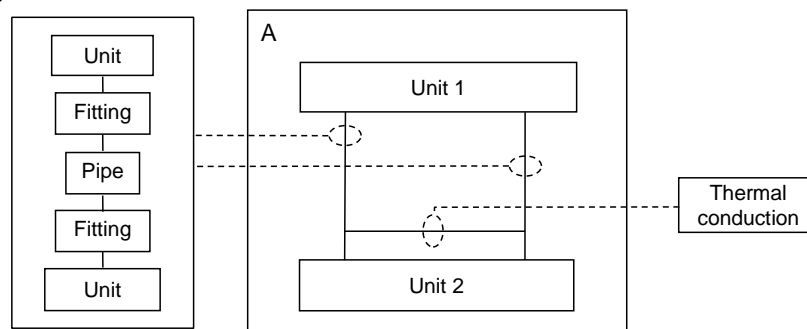 Unit
Fitting
Pipe
Fitting
Unit
A
Unit 1
Unit 2
Thermal
conduction